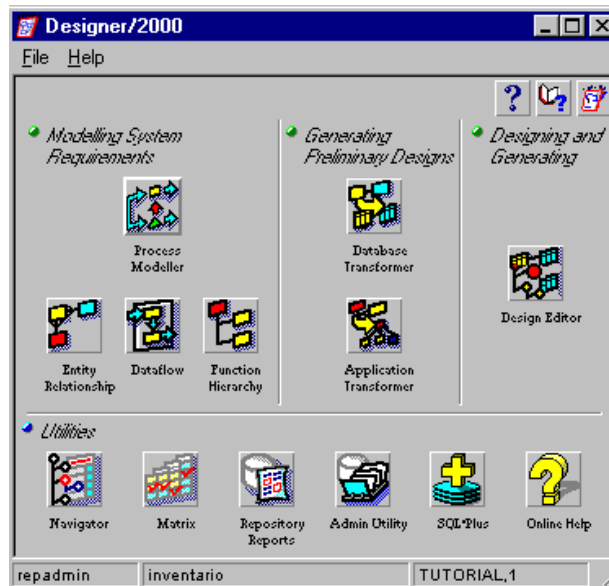 Designer/2000
File Help
Modelling System
Requirements
Generating
Preliminary Designs
Designing and
Generating
Process
Modeller
Database
Transformer
Design Editor
Entity
Relationship
Dataflow
Function
Hierarchy
Application
Transformer
Utilities
Navigator
Matrix
Repository
Reports
Admin Utility
SQL*Plus
Online Help
repadmin
inventario
TUTORIAL,1